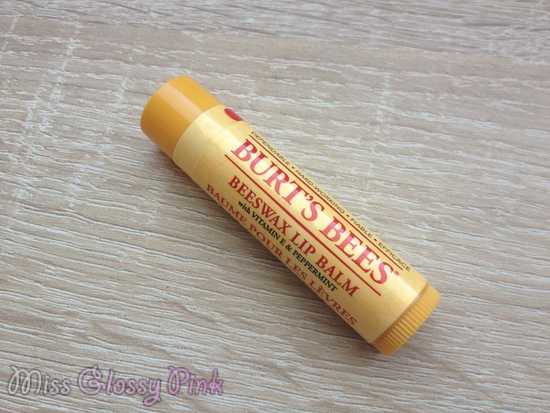 BURT'S BEES
BEESWAX LIP BALM
with VITAMIN E & PEPPERMINT
BAUME POUR LES LÈVRES
Miss Glossy Pink